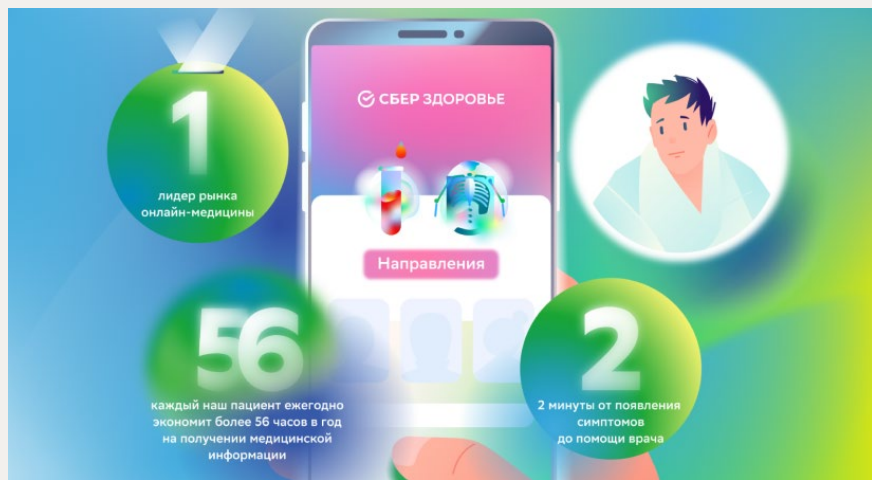 1
лидер рынка
онлайн-медицины
СБЕР ЗДОРОВЬЕ
Направления
56
каждый наш пациент ежегодно
экономит более 56 часов в год
на получении медицинской
информации
2
2 минуты от появления
симптомов
до помощи врача